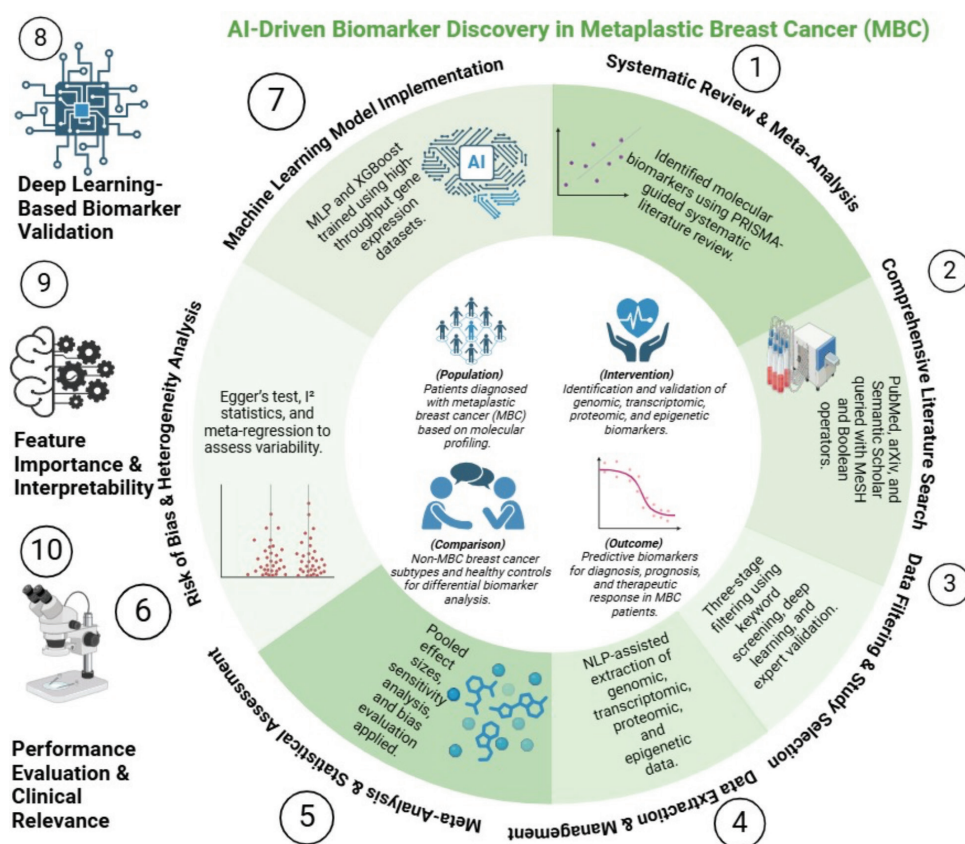 AI-Driven Biomarker Discovery in Metaplastic Breast Cancer (MBC)
1
Systematic Review & Meta-Analysis
Identified molecular
biomarkers using PRISMA-
guided systematic
literature review.
2
Comprehensive Literature Search
PubMed, arXiv, and
Semantic Scholar
queried with MeSH
and Boolean
operators.
3
Data Filtering & Study Selection
Three-stage
filtering using
keyword
screening, deep
learning, and
expert validation.
4
Data Extraction & Management
NLP-assisted
extraction of
genomic,
transcriptomic,
proteomic,
and
epigenetic
data.
5
Meta-Analysis & Statistical Assessment
Pooled
effect
sizes,
sensitivity
analysis,
and bias
evaluation
applied.
6
Risk of Bias & Heterogeneity Analysis
Egger's test, I²
statistics, and
meta-regression to
assess variability.
7
Machine Learning Model Implementation
MLP and XGBoost
trained using high-
throughput gene
expression
datasets.
AI
(Population)
Patients diagnosed
with metaplastic
breast cancer (MBC)
based on molecular
profiling.
(Intervention)
Identification and validation of
genomic, transcriptomic,
proteomic, and epigenetic
biomarkers.
(Comparison)
Non-MBC breast cancer
subtypes and healthy controls
for differential biomarker
analysis.
(Outcome)
Predictive biomarkers
for diagnosis, prognosis,
and therapeutic
response in MBC
patients.
8
Deep Learning-
Based Biomarker
Validation
9
Feature
Importance &
Interpretability
10
Performance
Evaluation &
Clinical
Relevance